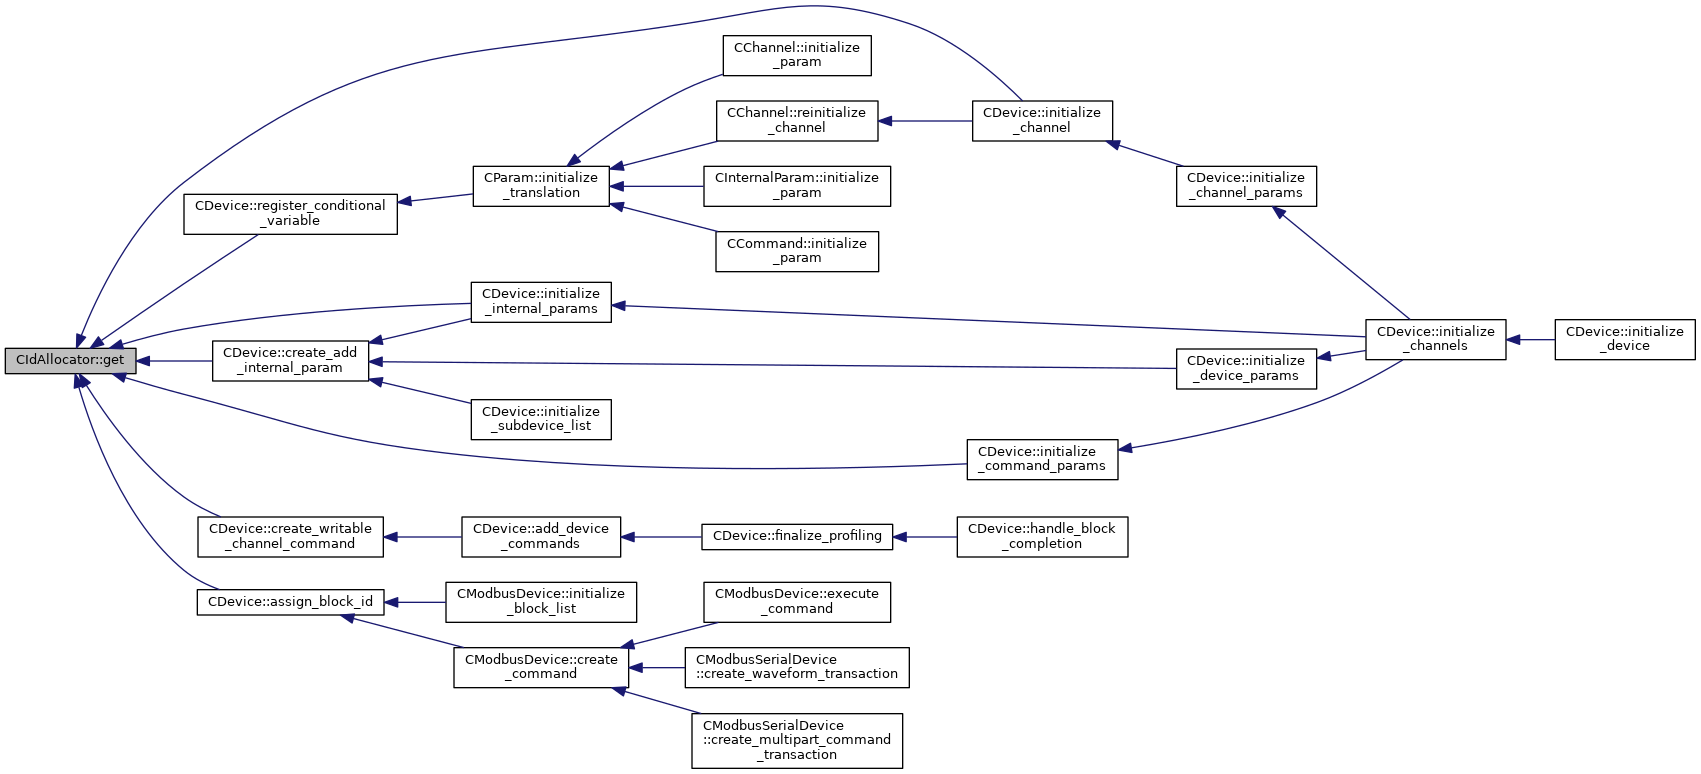 CChannel::initialize
_param
CChannel::reinitialize
_channel
CDevice::initialize
_channel
CParam::initialize
_translation
CInternalParam::initialize
_param
CDevice::initialize
_channel_params
CDevice::register_conditional
_variable
CCommand::initialize
_param
CDevice::initialize
_internal_params
CIdAllocator::get
CDevice::create_add
_internal_param
CDevice::initialize
_device_params
CDevice::initialize
_channels
CDevice::initialize
_device
CDevice::initialize
_subdevice_list
CDevice::initialize
_command_params
CDevice::create_writable
_channel_command
CDevice::add_device
_commands
CDevice::finalize_profiling
CDevice::handle_block
_completion
CDevice::assign_block_id
CModbusDevice::initialize
_block_list
CModbusDevice::execute
_command
CModbusDevice::create
_command
CModbusSerialDevice
::create_waveform_transaction
CModbusSerialDevice
::create_multipart_command
_transaction